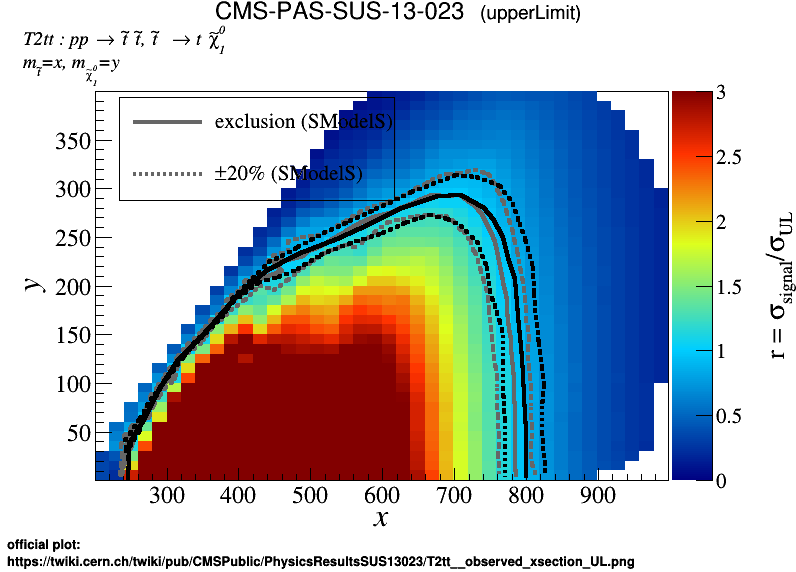 CMS-PAS-SUS-13-023 (upperLimit)
T2tt : pp → t̃ t̃, t̃ → t χ̃⁰₁
m_t̃=x, m_χ̃⁰₁=y
exclusion (SModelS)
±20% (SModelS)
350
300
250
200
150
100
50
y
300 400 500 600 700 800 900
x
3
2.5
2
1.5
1
0.5
0
r = σ_signal/σ_UL
official plot:
https://twiki.cern.ch/twiki/pub/CMSPublic/PhysicsResultsSUS13023/T2tt__observed_xsection_UL.png